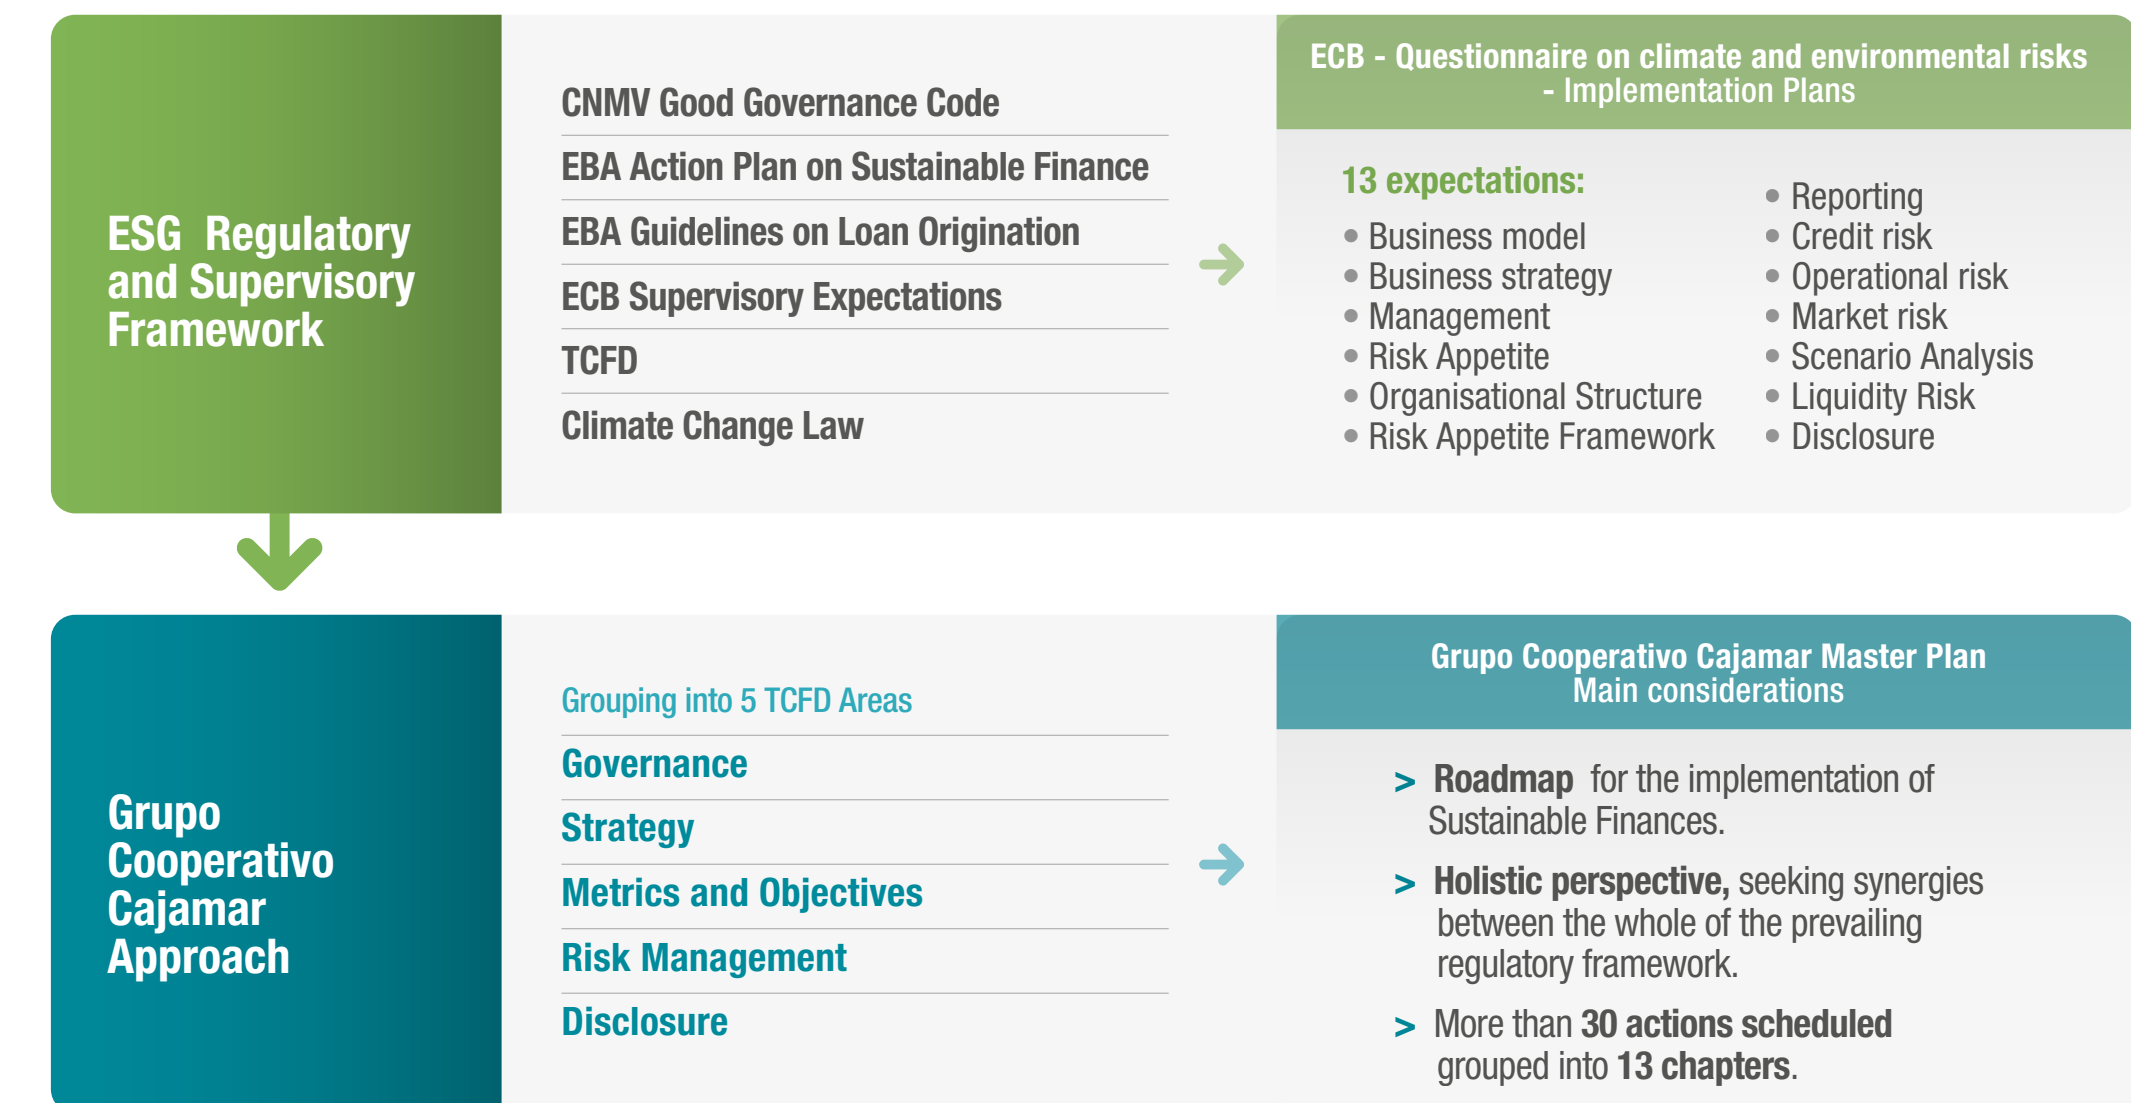 ESG Regulatory
and Supervisory
Framework
CNMV Good Governance Code
EBA Action Plan on Sustainable Finance
EBA Guidelines on Loan Origination
ECB Supervisory Expectations
TCFD
Climate Change Law
ECB - Questionnaire on climate and environmental risks
- Implementation Plans
13 expectations:
• Business model
• Business strategy
• Management
• Risk Appetite
• Organisational Structure
• Risk Appetite Framework
• Reporting
• Credit risk
• Operational risk
• Market risk
• Scenario Analysis
• Liquidity Risk
• Disclosure
Grupo
Cooperativo
Cajamar
Approach
Grouping into 5 TCFD Areas
Governance
Strategy
Metrics and Objectives
Risk Management
Disclosure
Grupo Cooperativo Cajamar Master Plan
Main considerations
> Roadmap for the implementation of
Sustainable Finances.
> Holistic perspective, seeking synergies
between the whole of the prevailing
regulatory framework.
> More than 30 actions scheduled
grouped into 13 chapters.